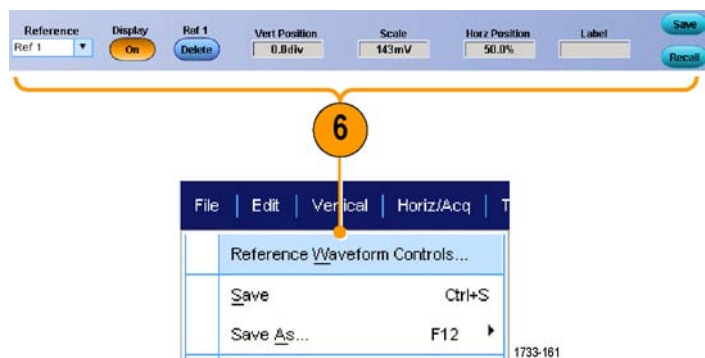 Reference Display Ref 1 Vert Position Scale Horz Position Label Save
Ref 1 On Delete 0.0div 143mV 50.0% Recall
6
File | Edit | Vertical | Horiz/Acq | T
Reference Waveform Controls...
Save Ctrl+S
Save As... F12
1733-161